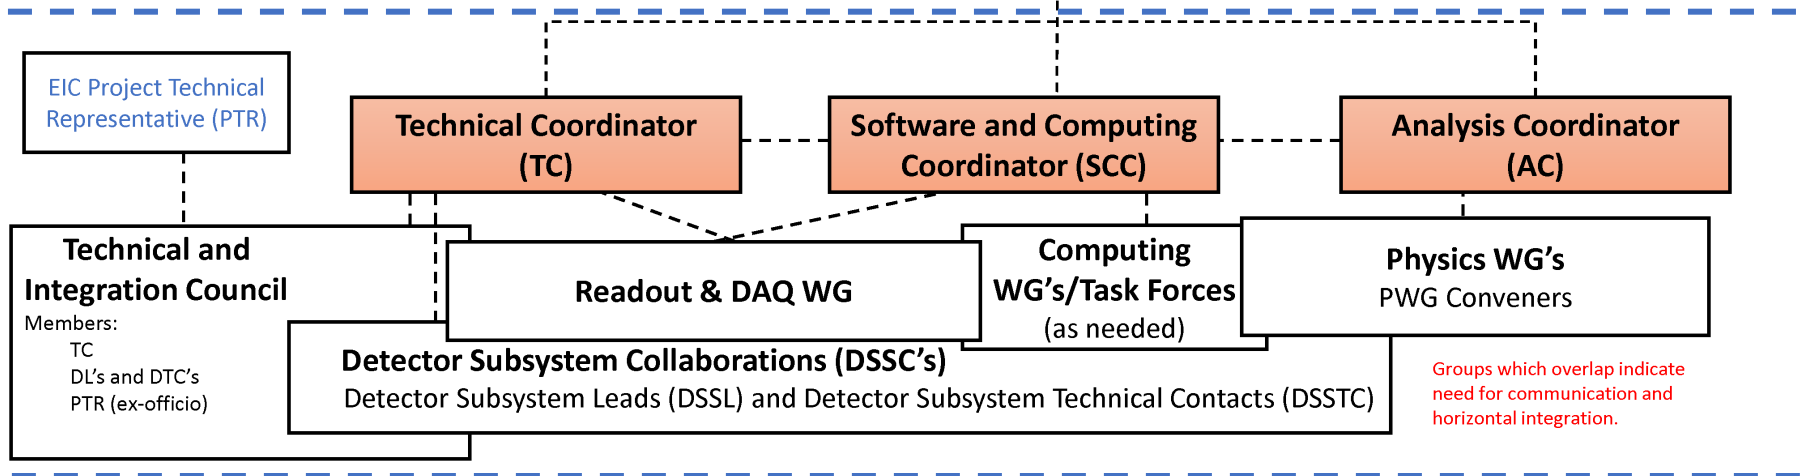 EIC Project Technical
Representative (PTR)
Technical Coordinator
(TC)
Software and Computing
Coordinator (SCC)
Analysis Coordinator
(AC)
Technical and
Integration Council
Members:
TC
DL's and DTC's
PTR (ex-officio)
Readout & DAQ WG
Computing
WG's/Task Forces
(as needed)
Physics WG's
PWG Conveners
Detector Subsystem Collaborations (DSSC's)
Detector Subsystem Leads (DSSL) and Detector Subsystem Technical Contacts (DSSTC)
Groups which overlap indicate
need for communication and
horizontal integration.